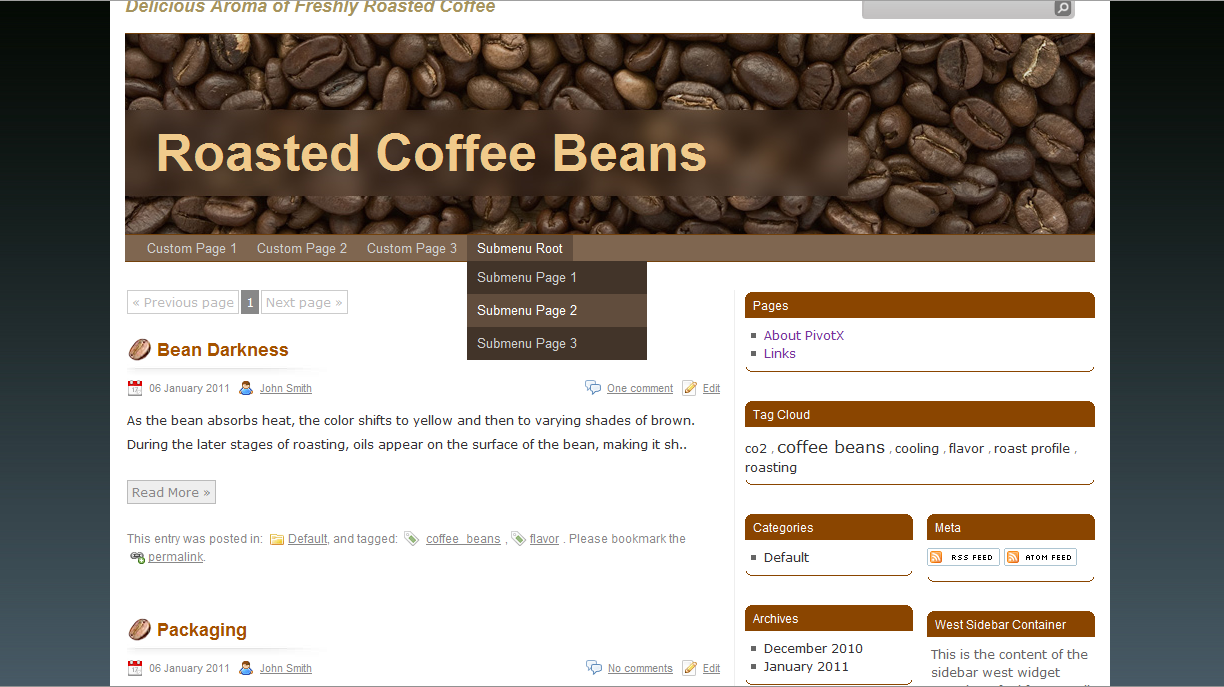 Delicious Aroma of Freshly Roasted Coffee
Roasted Coffee Beans
Custom Page 1 Custom Page 2 Custom Page 3 Submenu Root
Submenu Page 1
Submenu Page 2
Submenu Page 3
« Previous page 1 Next page »
Bean Darkness
06 January 2011 John Smith One comment Edit
As the bean absorbs heat, the color shifts to yellow and then to varying shades of brown.
During the later stages of roasting, oils appear on the surface of the bean, making it sh..
Read More »
This entry was posted in: Default, and tagged: coffee_beans , flavor . Please bookmark the
permalink.
Packaging
06 January 2011 John Smith No comments Edit
Pages
About PivotX
Links
Tag Cloud
co2 , coffee beans , cooling , flavor , roast profile ,
roasting
Categories
Default
Meta
RSS FEED ATOM FEED
Archives
December 2010
January 2011
West Sidebar Container
This is the content of the
sidebar west widget